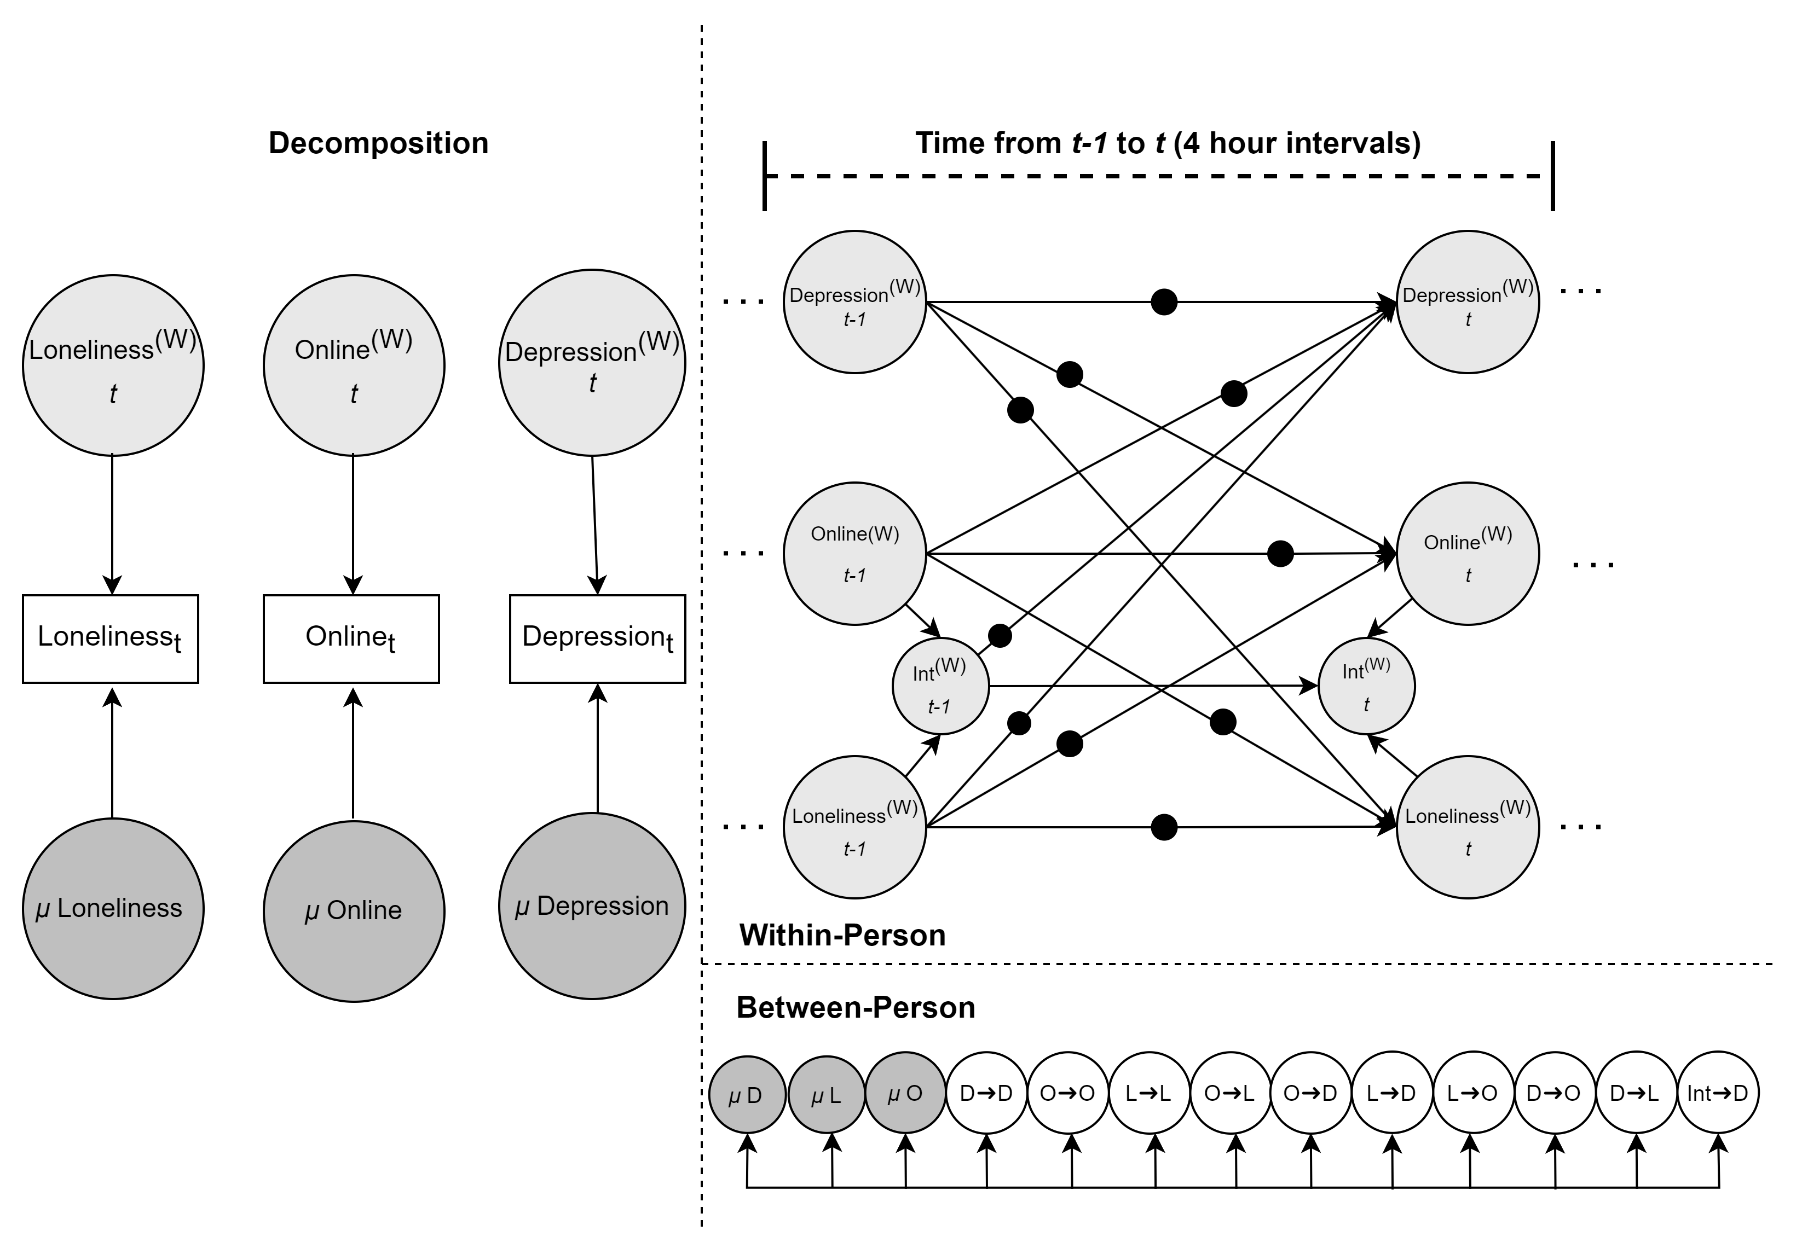 Decomposition
Loneliness(W)
t
Online(W)
t
Depression(W)
t
Loneliness t
Online t
Depression t
μ Loneliness
μ Online
μ Depression
Time from t-1 to t (4 hour intervals)
. . .
Depression(W)
t-1
Depression(W)
t
. . .
. . .
Online(W)
t-1
Online(W)
t
. . .
Int(W)
t-1
Int(W)
t
. . .
Loneliness(W)
t-1
Loneliness(W)
t
. . .
Within-Person
Between-Person
μ D
μ L
μ O
D→D
O→O
L→L
O→L
O→D
L→D
L→O
D→O
D→L
Int→D